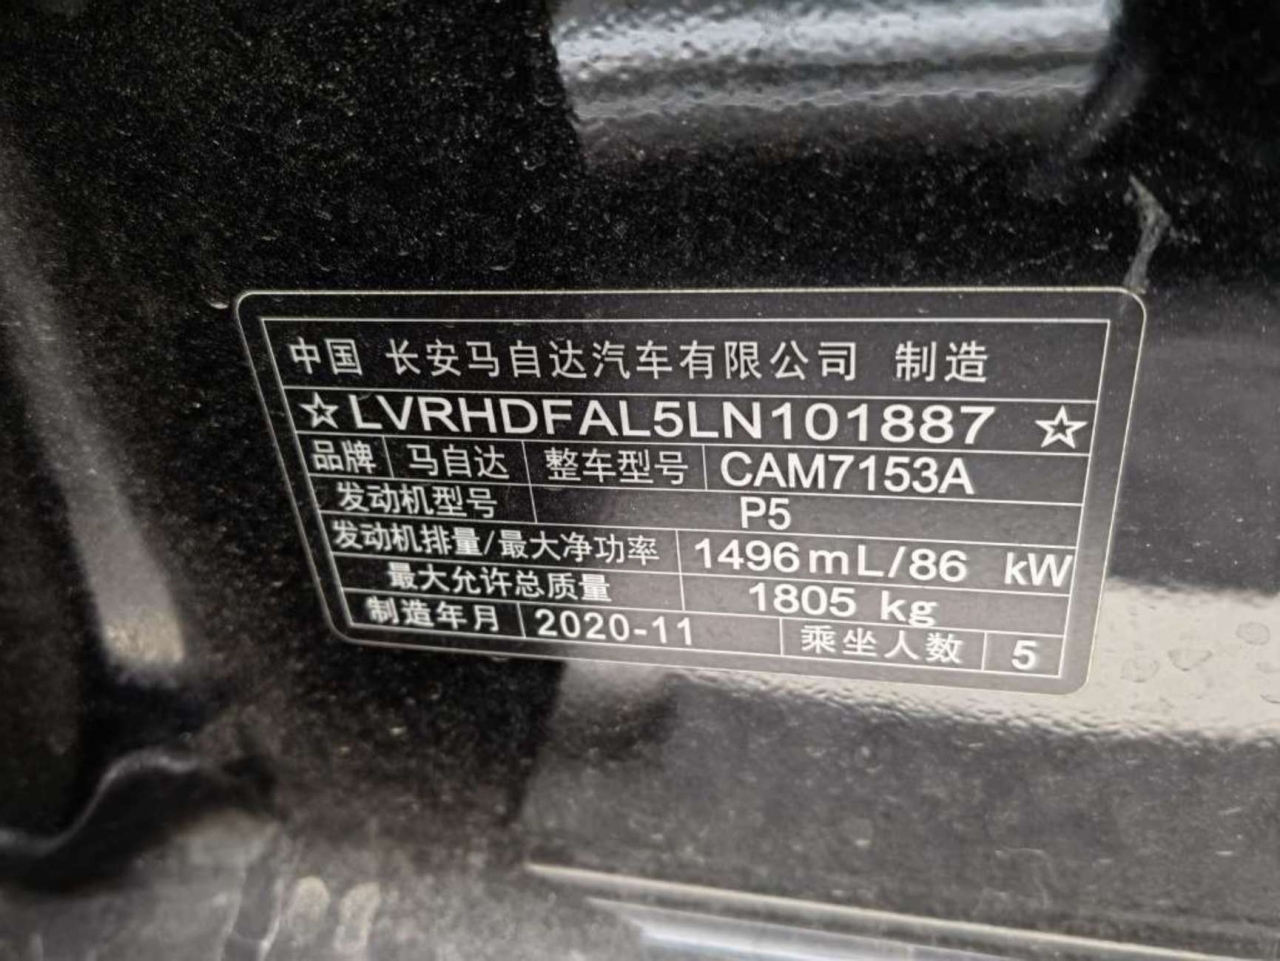 中国 长安马自达汽车有限公司 制造
☆LVRHDFAL5LN101887☆
品牌 马自达 整车型号 CAM7153A
发动机型号 P5
发动机排量/最大净功率 1496mL/86 kW
最大允许总质量 1805 kg
制造年月 2020-11 乘坐人数 5